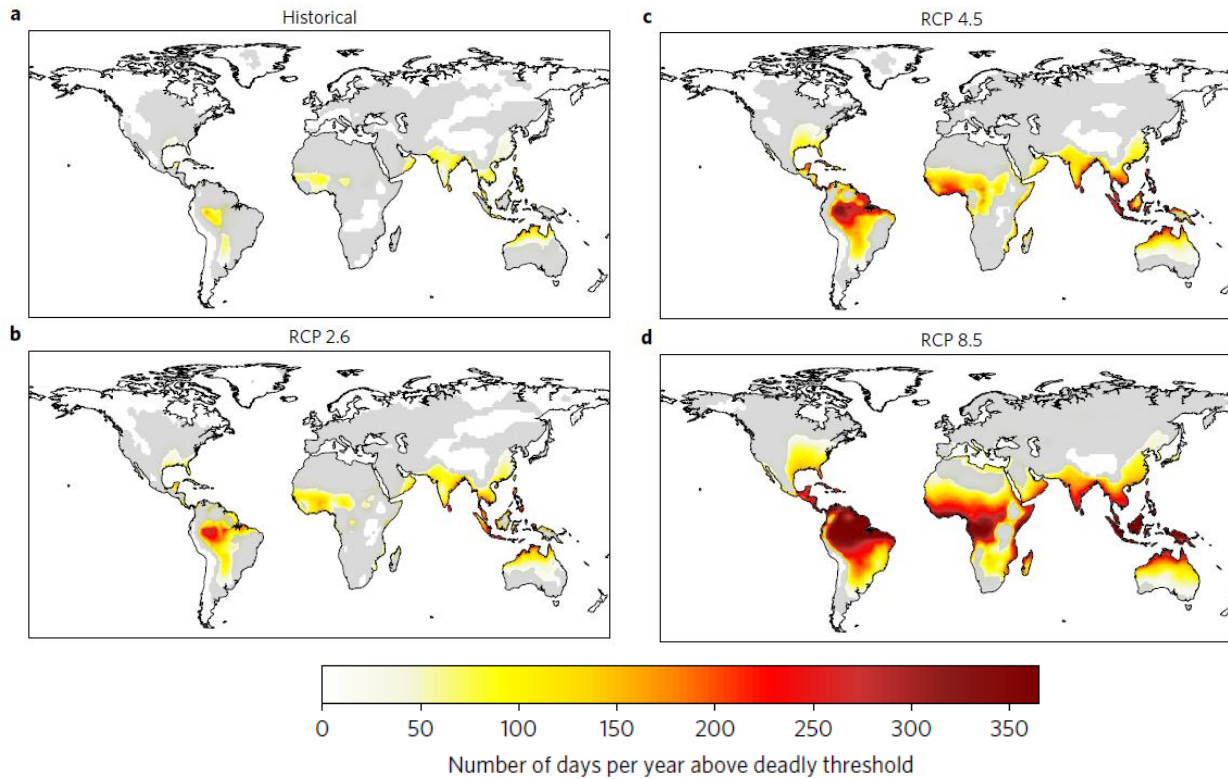 a
Historical
c
RCP 4.5
b
RCP 2.6
d
RCP 8.5
0 50 100 150 200 250 300 350
Number of days per year above deadly threshold